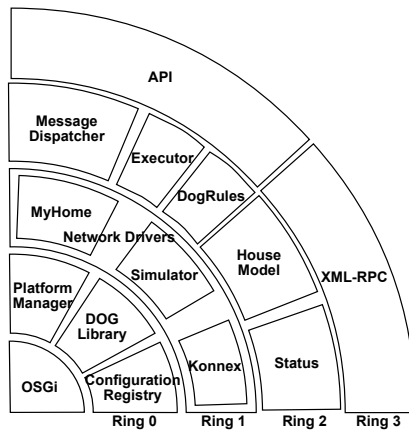 API
Message
Dispatcher
Executor
DogRules
MyHome
Network Drivers
Simulator
House
Model
XML-RPC
Platform
Manager
DOG
Library
OSGi
Configuration
Registry
Konnex
Status
Ring 0
Ring 1
Ring 2
Ring 3